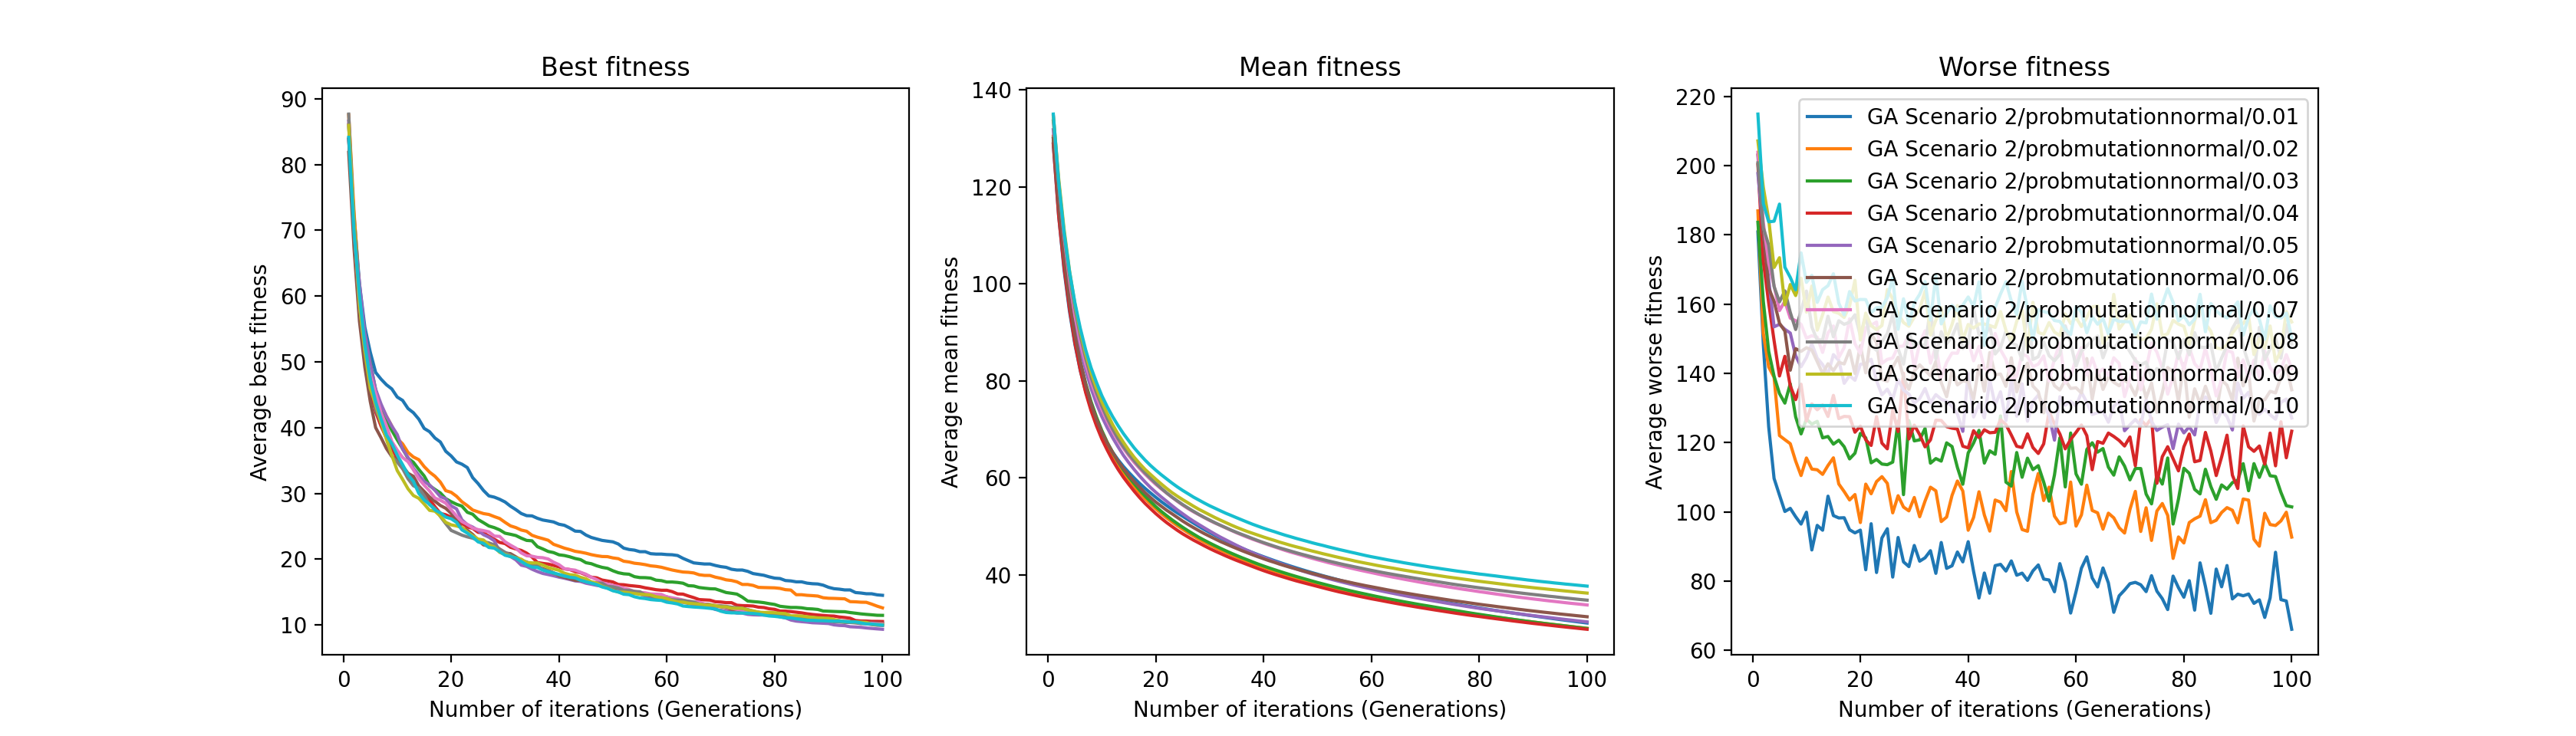 Best fitness
Average best fitness
90
80
70
60
50
40
30
20
10
0
20
40
60
80
100
Number of iterations (Generations)
Mean fitness
Average mean fitness
140
120
100
80
60
40
0
20
40
60
80
100
Number of iterations (Generations)
Worse fitness
Average worse fitness
220
200
180
160
140
120
100
80
60
0
20
40
60
80
100
Number of iterations (Generations)
GA Scenario 2/probmutationnormal/0.01
GA Scenario 2/probmutationnormal/0.02
GA Scenario 2/probmutationnormal/0.03
GA Scenario 2/probmutationnormal/0.04
GA Scenario 2/probmutationnormal/0.05
GA Scenario 2/probmutationnormal/0.06
GA Scenario 2/probmutationnormal/0.07
GA Scenario 2/probmutationnormal/0.08
GA Scenario 2/probmutationnormal/0.09
GA Scenario 2/probmutationnormal/0.10